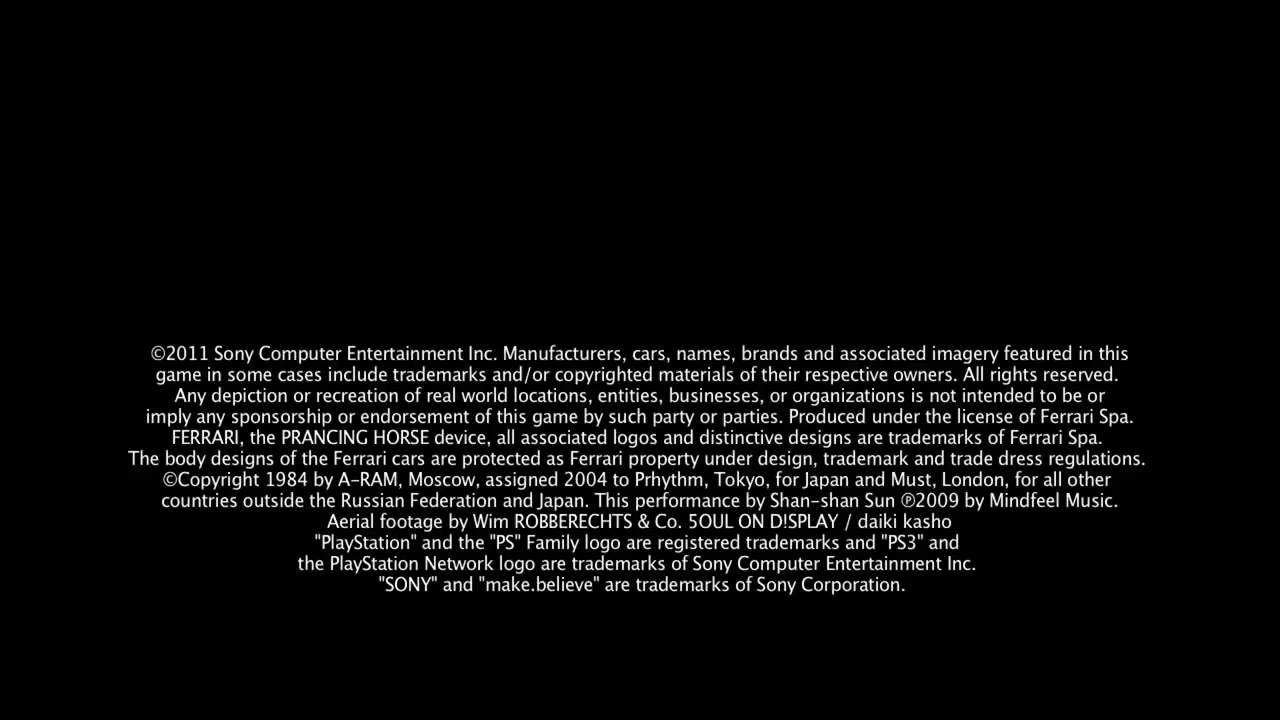 ©2011 Sony Computer Entertainment Inc. Manufacturers, cars, names, brands and associated imagery featured in this
game in some cases include trademarks and/or copyrighted materials of their respective owners. All rights reserved.
Any depiction or recreation of real world locations, entities, businesses, or organizations is not intended to be or
imply any sponsorship or endorsement of this game by such party or parties. Produced under the license of Ferrari Spa.
FERRARI, the PRANCING HORSE device, all associated logos and distinctive designs are trademarks of Ferrari Spa.
The body designs of the Ferrari cars are protected as Ferrari property under design, trademark and trade dress regulations.
©Copyright 1984 by A-RAM, Moscow, assigned 2004 to Prhythm, Tokyo, for Japan and Must, London, for all other
countries outside the Russian Federation and Japan. This performance by Shan-shan Sun ℗2009 by Mindfeel Music.
Aerial footage by Wim ROBBERECHTS & Co. 5OUL ON D!SPLAY / daiki kasho
"PlayStation" and the "PS" Family logo are registered trademarks and "PS3" and
the PlayStation Network logo are trademarks of Sony Computer Entertainment Inc.
"SONY" and "make.believe" are trademarks of Sony Corporation.